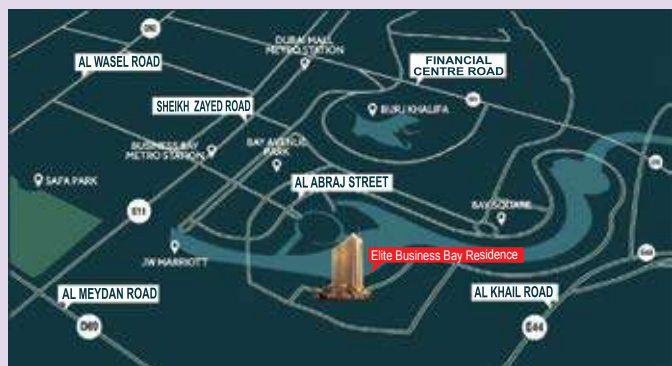 D92
DUBAI MALL
METRO STATION
AL WASEL ROAD
FINANCIAL
CENTRE ROAD
SHEIKH ZAYED ROAD
BURJ KHALIFA
BUSINESS BAY
METRO STATION
BAY AVENUE
PARK
SAFA PARK
AL ABRAJ STREET
BAY SQUARE
E11
JW MARRIOTT
Elite Business Bay Residence
AL MEYDAN ROAD
AL KHAIL ROAD
D69
E44